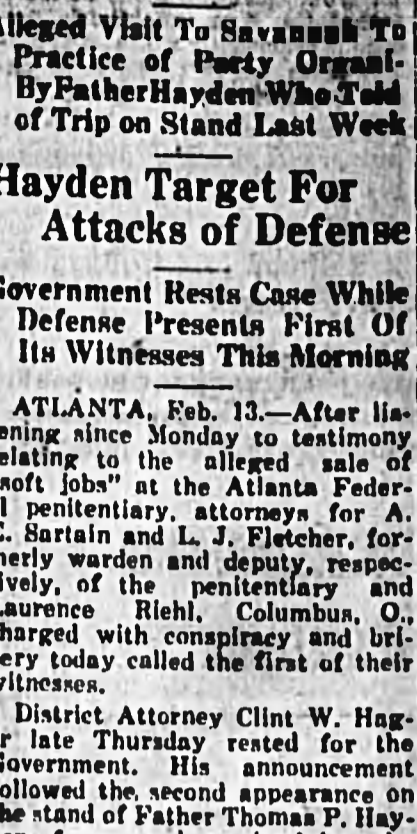 lleged Visit To Savannah To
Practice of Party Organi-
By Father Hayden Who Told
of Trip on Stand Last Week
Hayden Target For
Attacks of Defense
Government Rests Case While
Defense Presents First Of
Its Witnesses This Morning
ATLANTA, Feb. 13.—After lis-
ening since Monday to testimony
elating to the alleged sale of
soft jobs" at the Atlanta Feder-
l penitentiary, attorneys for A.
E. Sartain and L. J. Fletcher, for-
merly warden and deputy, respec-
ively, of the penitentiary and
Laurence Riehl, Columbus, O.,
harged with conspiracy and bri-
ery today called the first of their
witnesses.
District Attorney Clint W. Hag-
r late Thursday rested for the
Government. His announcement
ollowed the second appearance on
he stand of Father Thomas P. Hay-